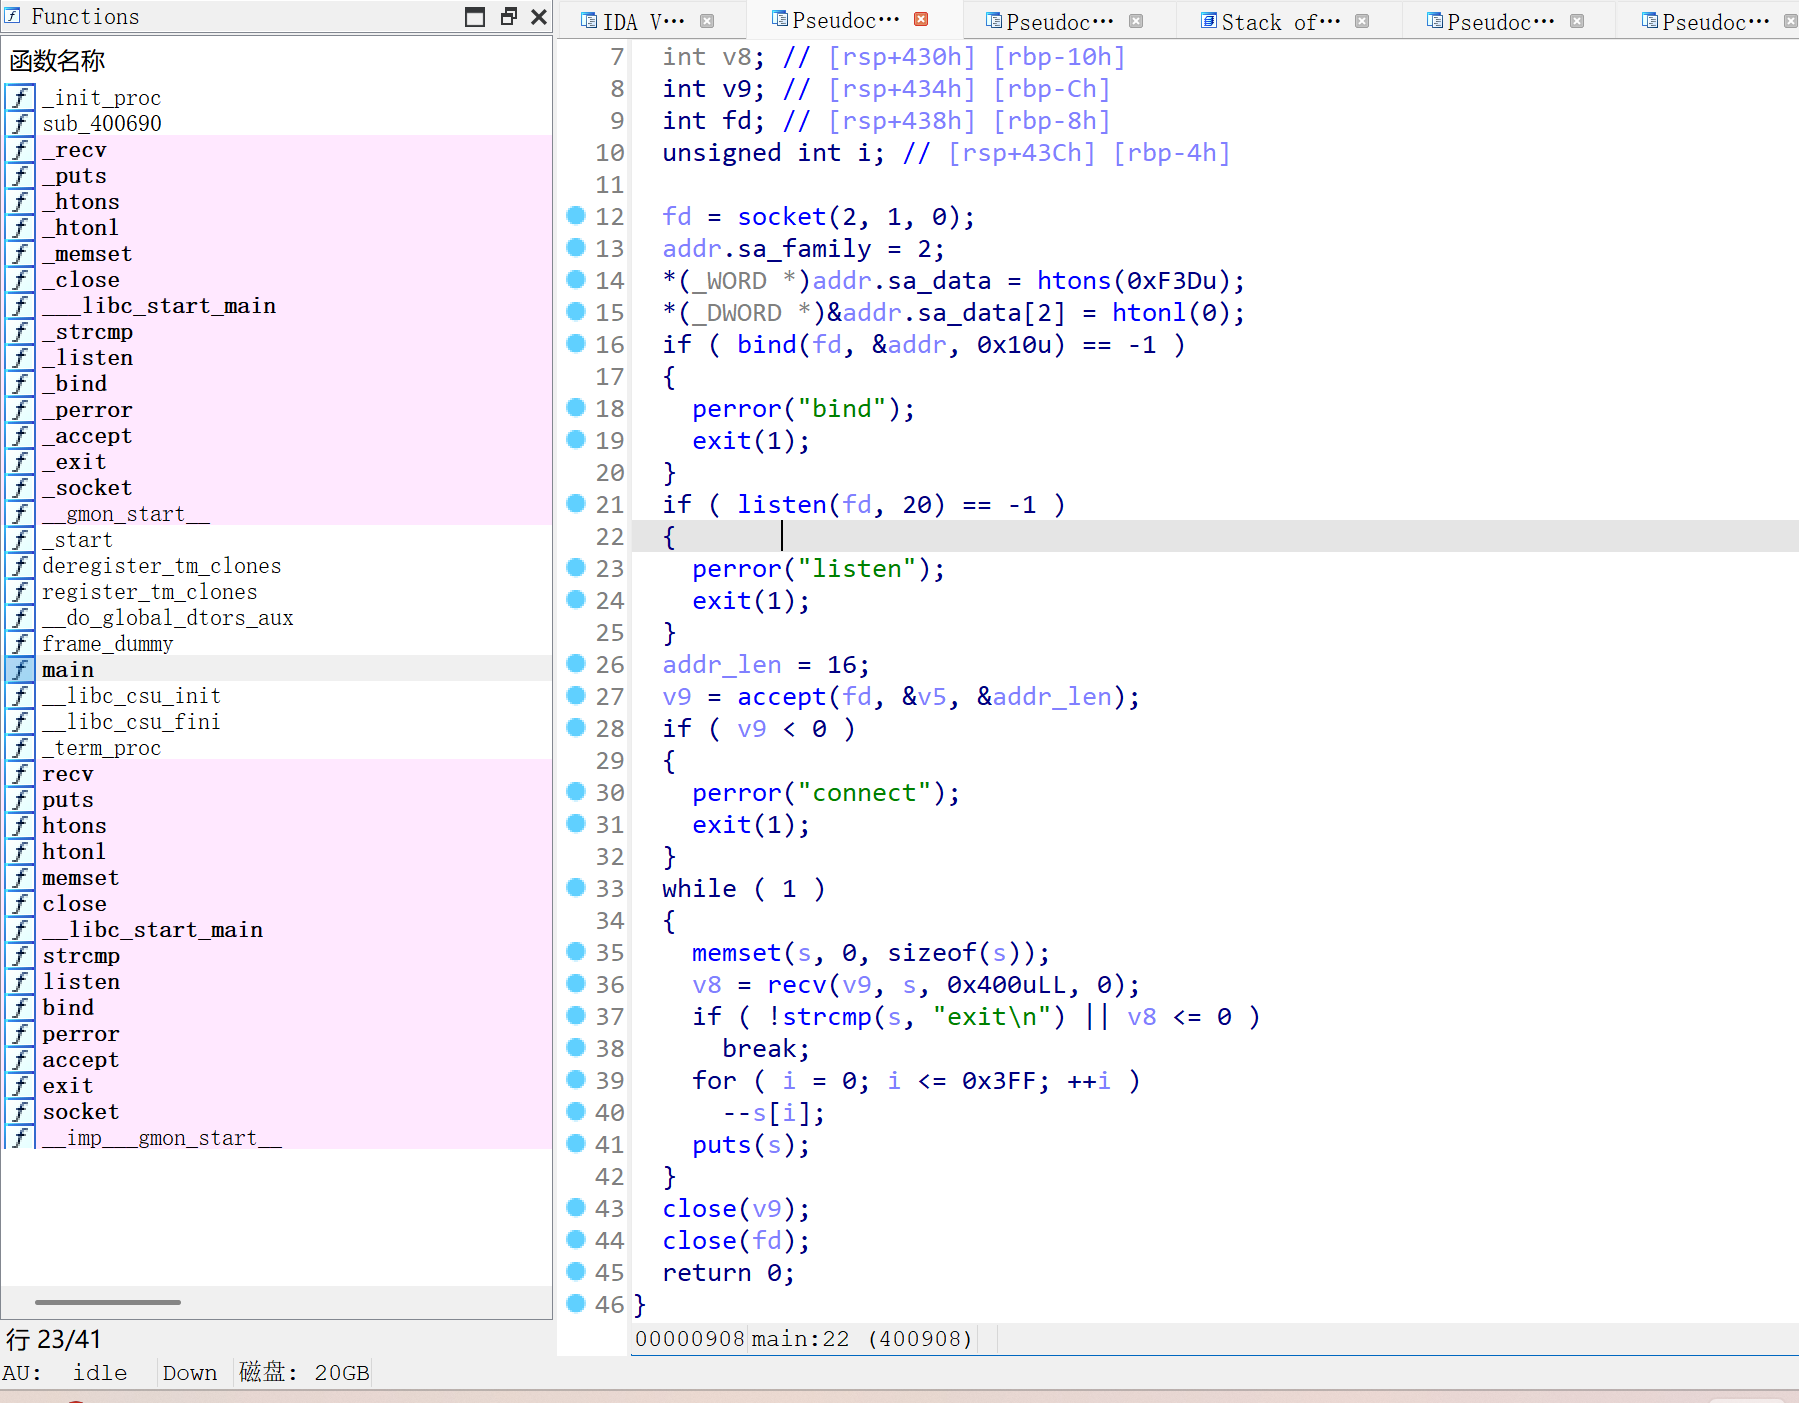 Functions
函数名称
_init_proc
sub_400690
_recv
_puts
_htons
_htonl
_memset
_close
___libc_start_main
_strcmp
_listen
_bind
_perror
_accept
_exit
_socket
__gmon_start__
_start
deregister_tm_clones
register_tm_clones
__do_global_dtors_aux
frame_dummy
main
__libc_csu_init
__libc_csu_fini
_term_proc
recv
puts
htons
htonl
memset
close
__libc_start_main
strcmp
listen
bind
perror
accept
exit
socket
__imp___gmon_start__
行 23/41
AU: idle Down 磁盘: 20GB
IDA V··· Pseudoc··· Pseudoc··· Stack of··· Pseudoc··· Pseudoc···
7 int v8; // [rsp+430h] [rbp-10h]
8 int v9; // [rsp+434h] [rbp-Ch]
9 int fd; // [rsp+438h] [rbp-8h]
10 unsigned int i; // [rsp+43Ch] [rbp-4h]
11
12 fd = socket(2, 1, 0);
13 addr.sa_family = 2;
14 *(_WORD *)addr.sa_data = htons(0xF3Du);
15 *(_DWORD *)&addr.sa_data[2] = htonl(0);
16 if ( bind(fd, &addr, 0x10u) == -1 )
17 {
18 perror("bind");
19 exit(1);
20 }
21 if ( listen(fd, 20) == -1 )
22 {
23 perror("listen");
24 exit(1);
25 }
26 addr_len = 16;
27 v9 = accept(fd, &v5, &addr_len);
28 if ( v9 < 0 )
29 {
30 perror("connect");
31 exit(1);
32 }
33 while ( 1 )
34 {
35 memset(s, 0, sizeof(s));
36 v8 = recv(v9, s, 0x400uLL, 0);
37 if ( !strcmp(s, "exit\n") || v8 <= 0 )
38 break;
39 for ( i = 0; i <= 0x3FF; ++i )
40 --s[i];
41 puts(s);
42 }
43 close(v9);
44 close(fd);
45 return 0;
46 }
00000908 main:22 (400908)